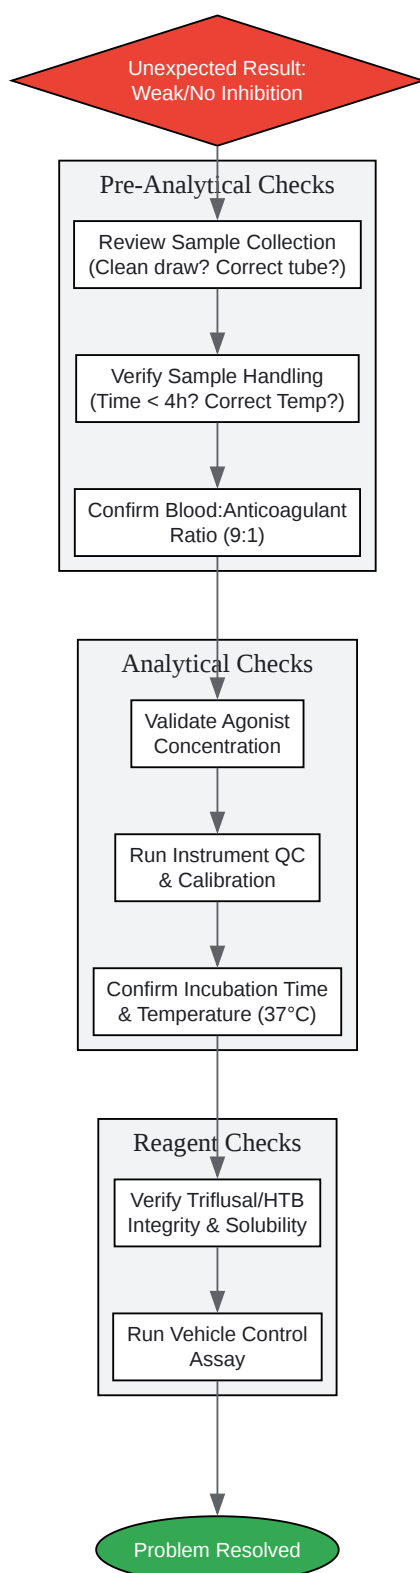 Unexpected Result:
Weak/No Inhibition
Pre-Analytical Checks
Review Sample Collection
(Clean draw? Correct tube?)
Verify Sample Handling
(Time < 4h? Correct Temp?)
Confirm Blood:Anticoagulant
Ratio (9:1)
Analytical Checks
Validate Agonist
Concentration
Run Instrument QC
& Calibration
Confirm Incubation Time
& Temperature (37°C)
Reagent Checks
Verify Triflusal/HTB
Integrity & Solubility
Run Vehicle Control
Assay
Problem Resolved